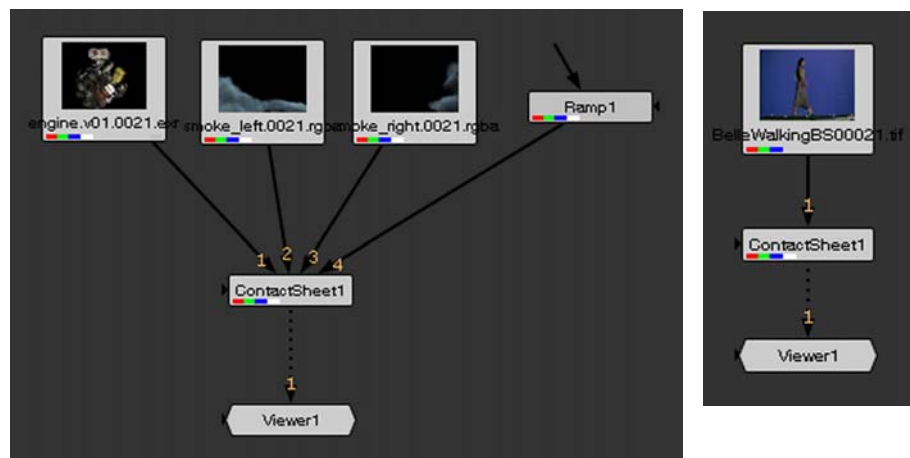 engine.v01.0021.exr
smoke_left.0021.rgba
smoke_right.0021.rgba
Ramp1
1
2
3
4
ContactSheet1
1
Viewer1
BelleWalkingBS00021.tif
1
ContactSheet1
1
Viewer1